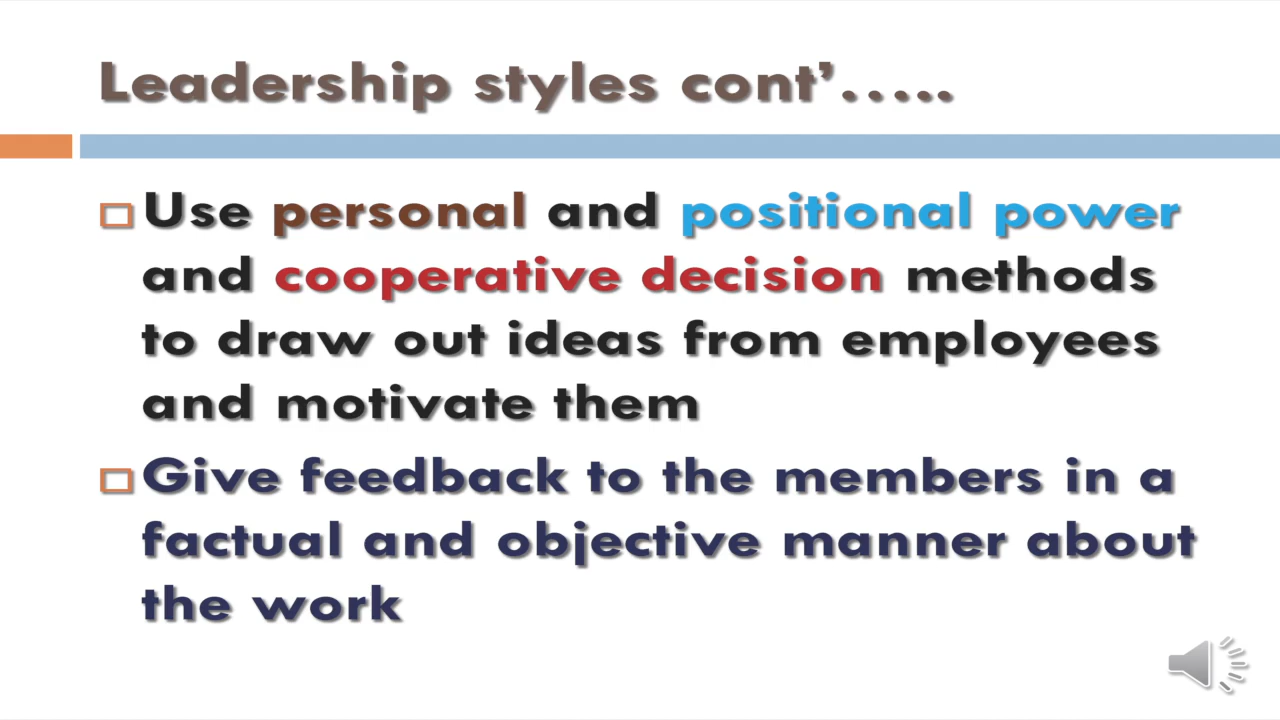 Leadership styles cont’…..
Use personal and positional power
and cooperative decision methods
to draw out ideas from employees
and motivate them
Give feedback to the members in a
factual and objective manner about
the work